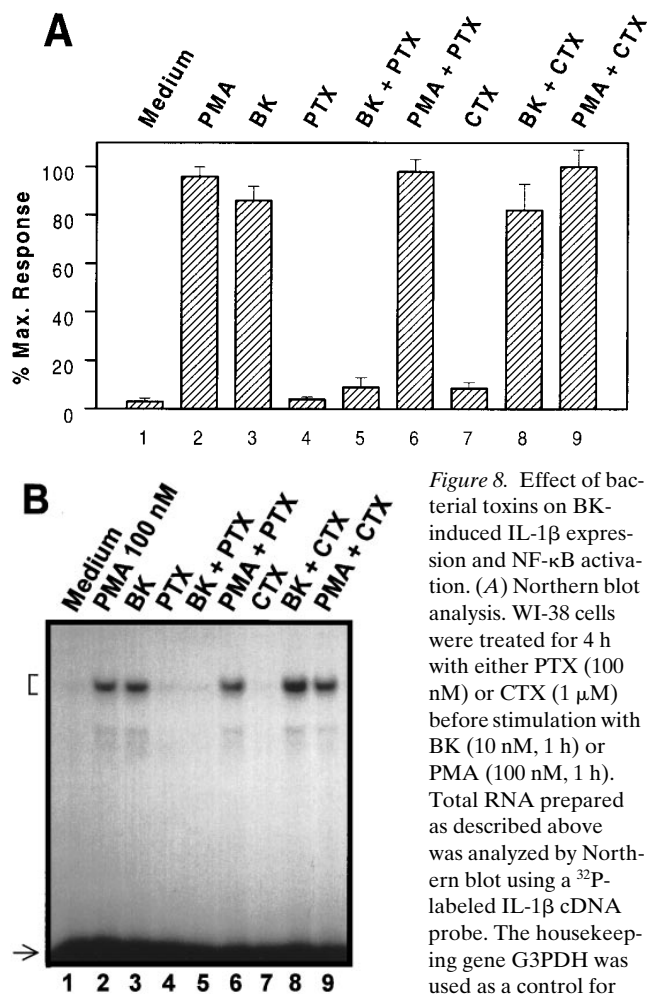 A
Medium
PMA
BK
PTX
BK + PTX
PMA + PTX
CTX
BK + CTX
PMA + CTX
% Max. Response
100
80
60
40
20
0
1 2 3 4 5 6 7 8 9
B
Medium
PMA 100 nM
BK
PTX
BK + PTX
PMA + PTX
CTX
BK + CTX
PMA + CTX
1 2 3 4 5 6 7 8 9
Figure 8. Effect of bac-
terial toxins on BK-
induced IL-1β expres-
sion and NF-κB activa-
tion. (A) Northern blot
analysis. WI-38 cells
were treated for 4 h
with either PTX (100
nM) or CTX (1 μM)
before stimulation with
BK (10 nM, 1 h) or
PMA (100 nM, 1 h).
Total RNA prepared
as described above
was analyzed by North-
ern blot using a ³²P-
labeled IL-1β cDNA
probe. The housekeep-
ing gene G3PDH was
used as a control for